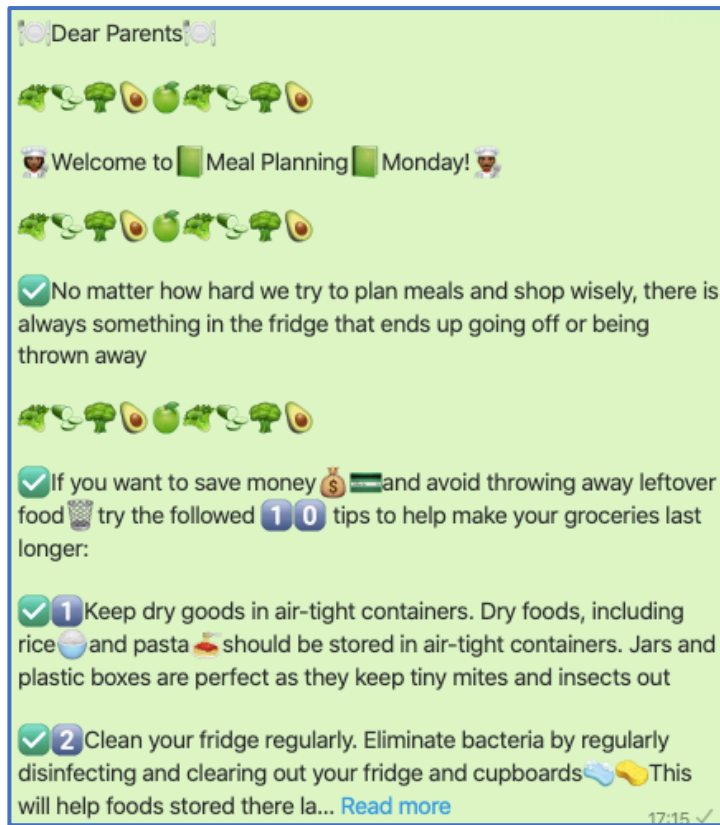 🍽️Dear Parents🍽️
🥬🥒🥦🥑🍏🥬🥒🥦🥑
👩🏾‍🍳Welcome to📗Meal Planning📗Monday!👨🏾‍🍳
🥬🥒🥦🥑🍏🥬🥒🥦🥑
✅No matter how hard we try to plan meals and shop wisely, there is
always something in the fridge that ends up going off or being
thrown away
🥬🥒🥦🥑🍏🥬🥒🥦🥑
✅If you want to save money💰💳and avoid throwing away leftover
food🗑️try the followed 1️⃣0️⃣ tips to help make your groceries last
longer:
✅1️⃣Keep dry goods in air-tight containers. Dry foods, including
rice🍚and pasta🍝should be stored in air-tight containers. Jars and
plastic boxes are perfect as they keep tiny mites and insects out
✅2️⃣Clean your fridge regularly. Eliminate bacteria by regularly
disinfecting and clearing out your fridge and cupboards🧼🧽This
will help foods stored there la... Read more
17:15 ✓